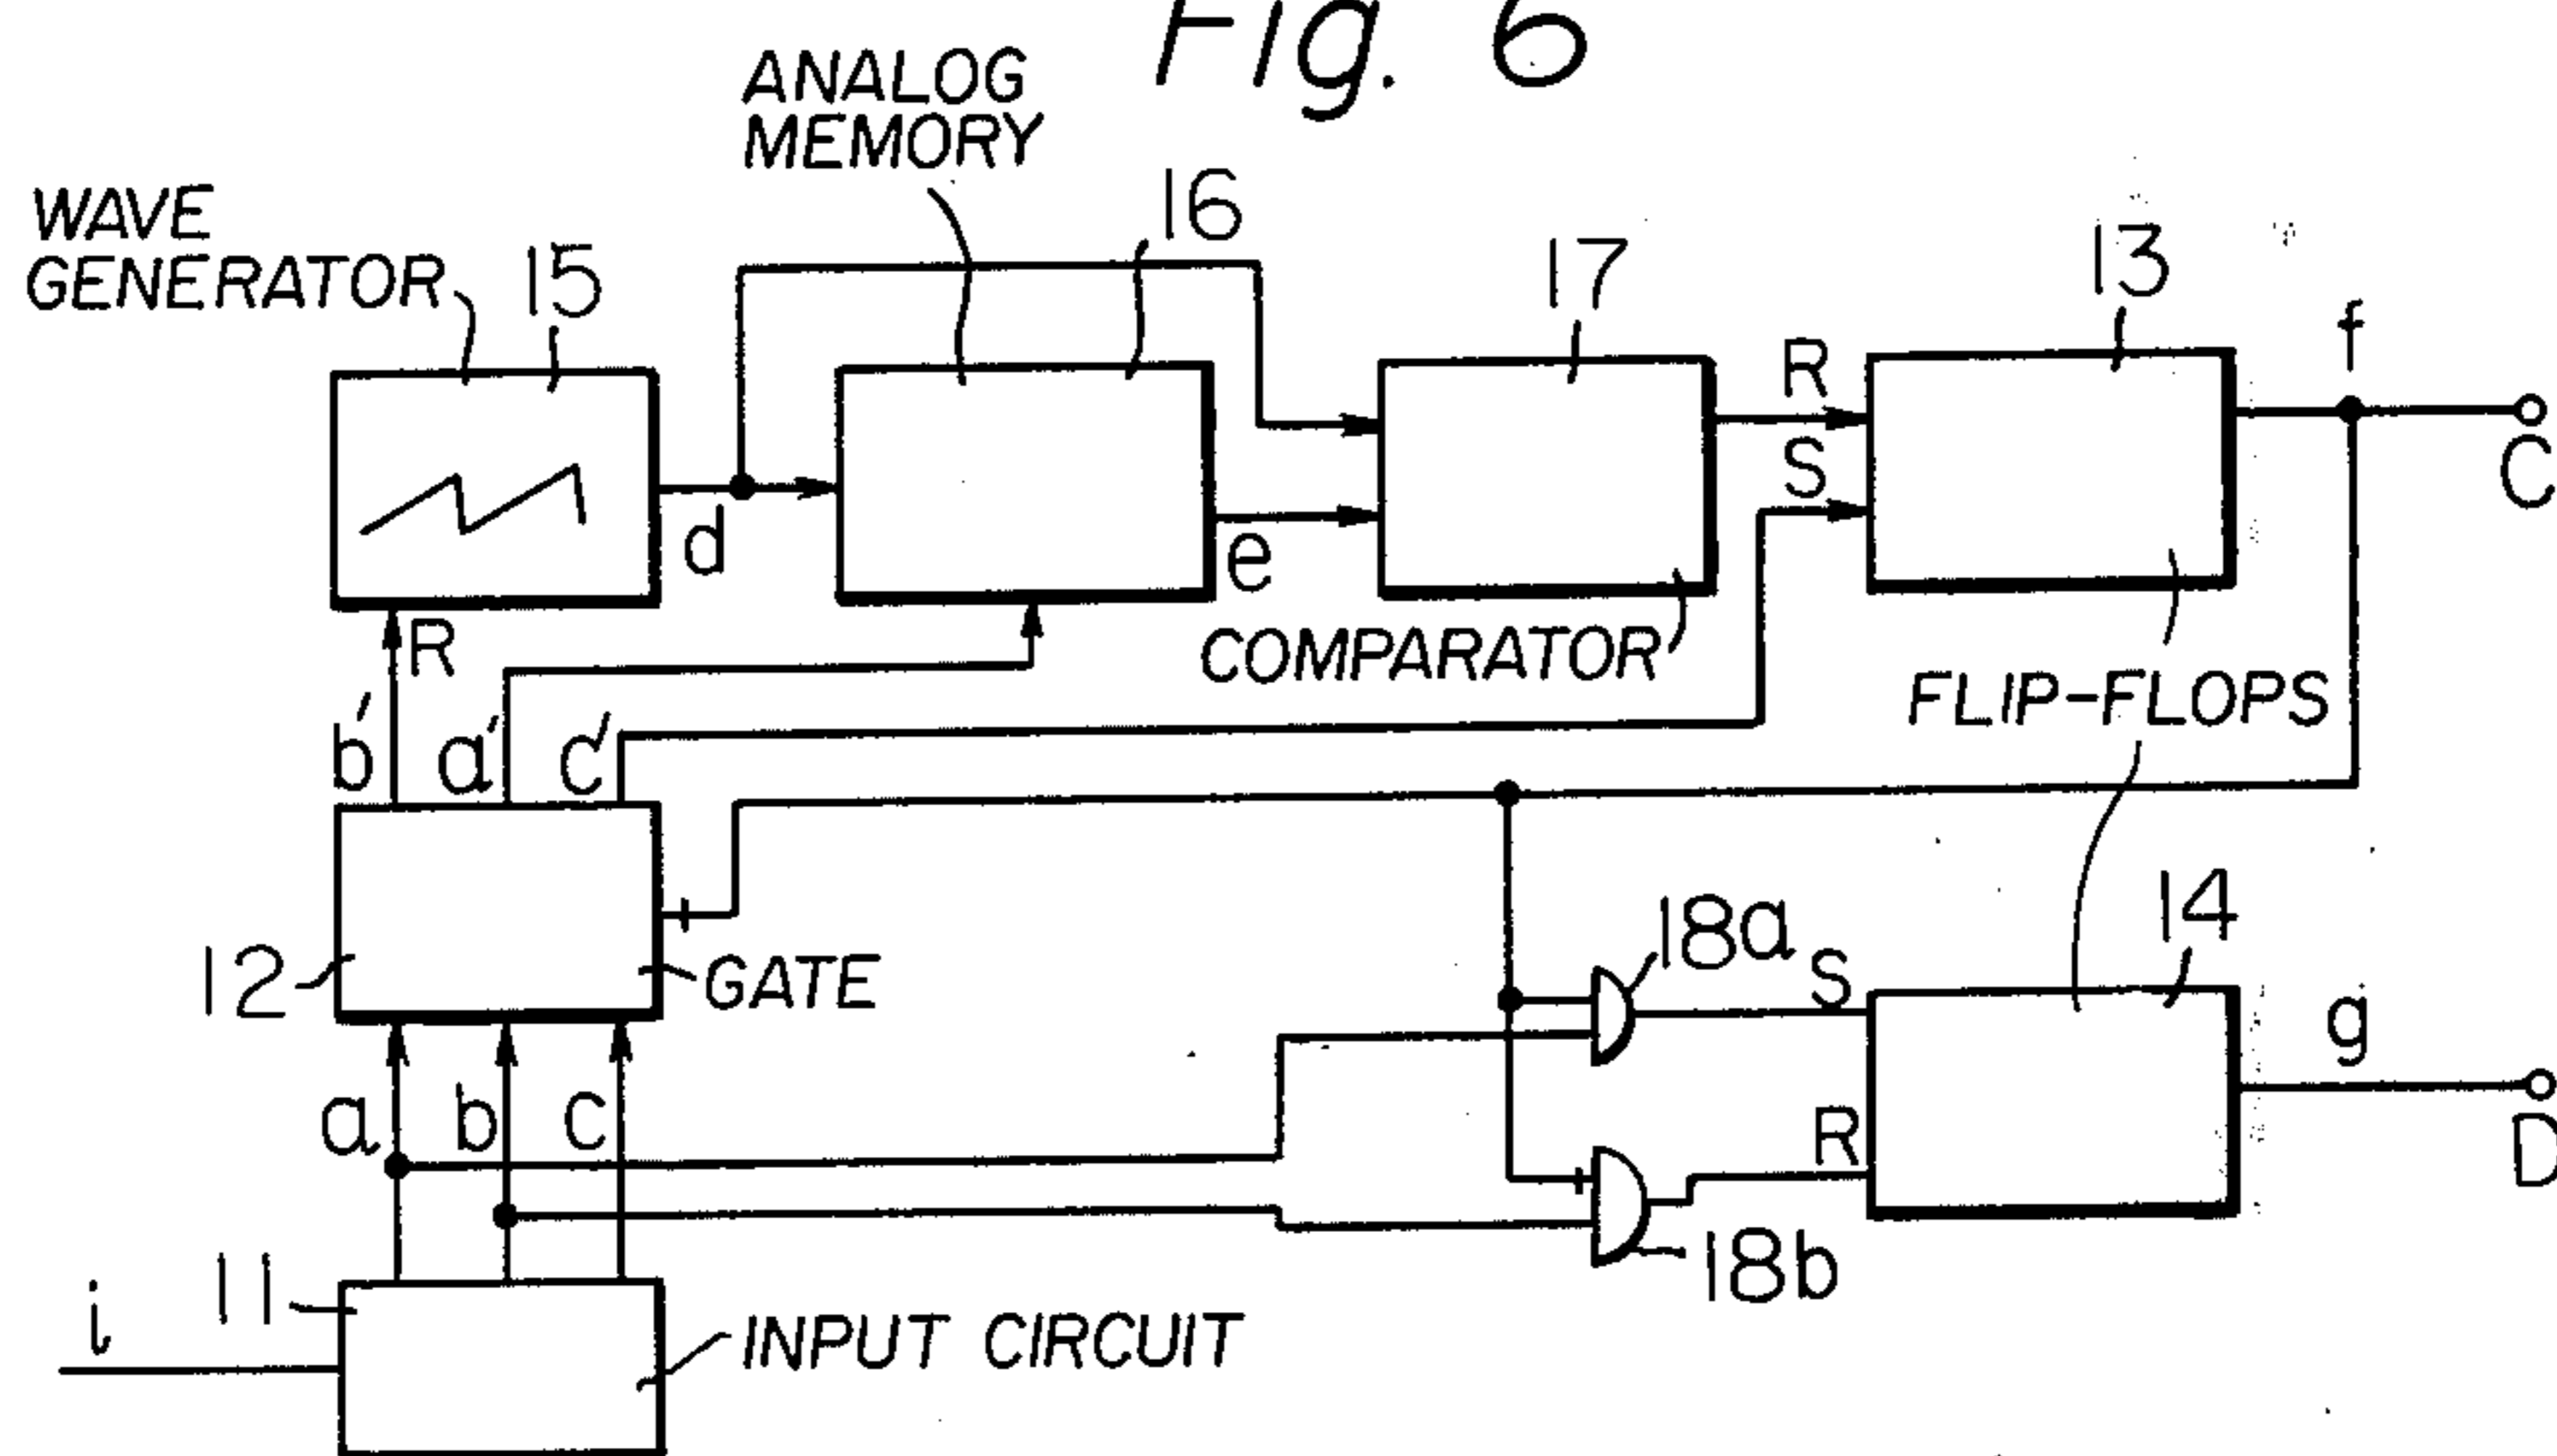 Fig. 6
ANALOG
MEMORY
WAVE
GENERATOR
15
16
17
13
f
R
S
C
d
e
R
COMPARATOR
FLIP-FLOPS
b'
a'
c'
12
GATE
18a
S
14
g
a
b
c
R
D
18b
i
11
INPUT CIRCUIT